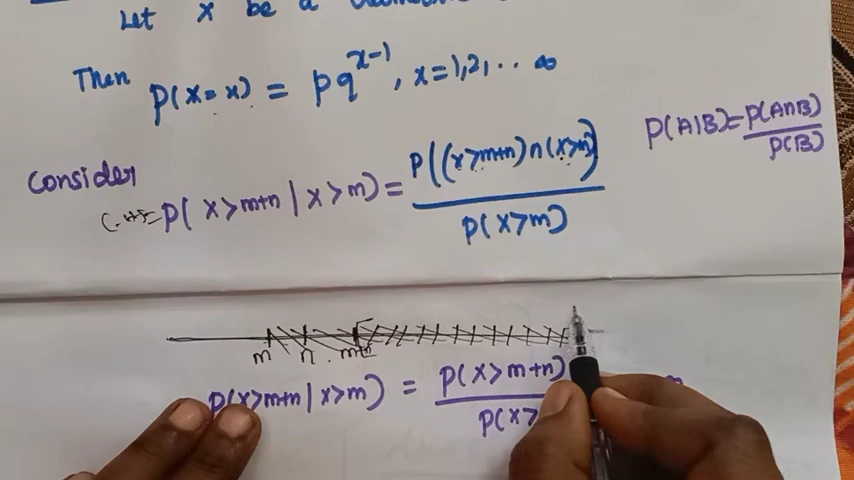 Let X be a
Then P(X=x) = pq^{x-1}, x=1,2,.. ∞
P(A|B)=P(A∩B)/P(B)
Consider
P(X>m+n | X>m) = P((X>m+n)∩(X>m))/P(X>m)
m n m+n
P(X>m+n | X>m) = P(X>m+n)/P(X>